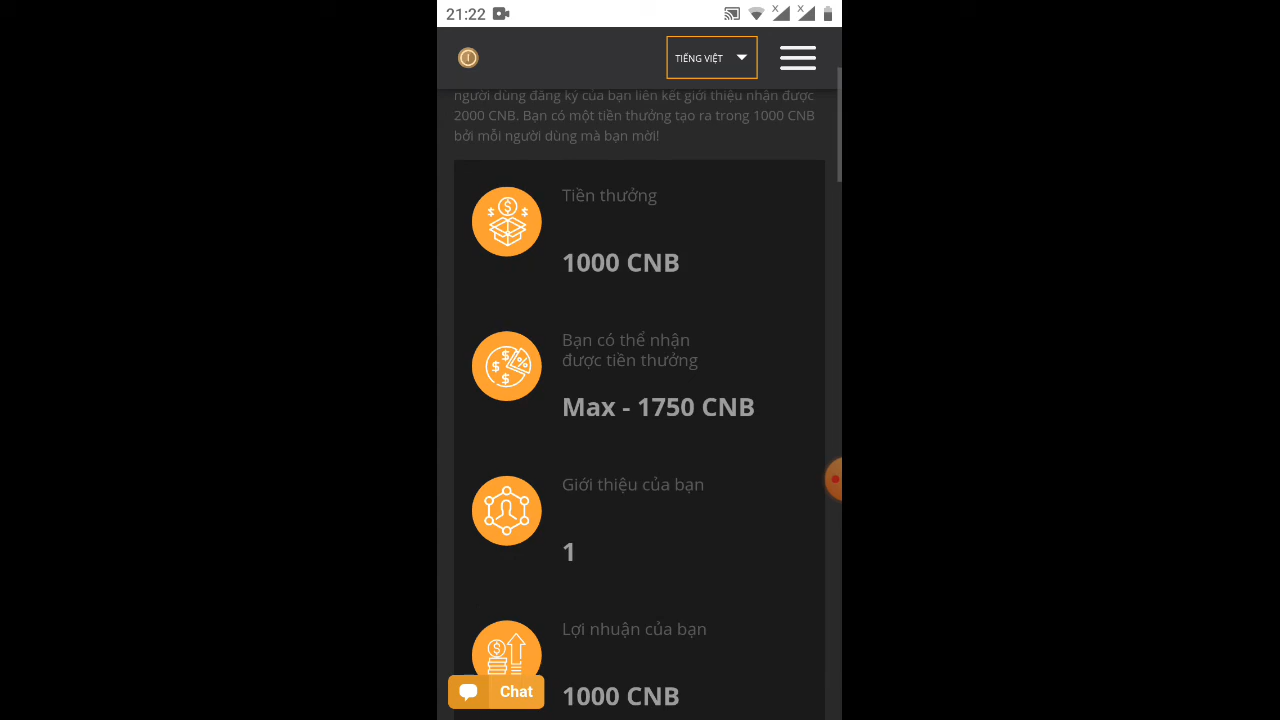 21:22
TIẾNG VIỆT
người dùng đăng ký của bạn liên kết giới thiệu nhận được
2000 CNB. Bạn có một tiền thưởng tạo ra trong 1000 CNB
bởi mỗi người dùng mà bạn mời!
Tiền thưởng
1000 CNB
Bạn có thể nhận
được tiền thưởng
Max - 1750 CNB
Giới thiệu của bạn
1
Lợi nhuận của bạn
1000 CNB
Chat